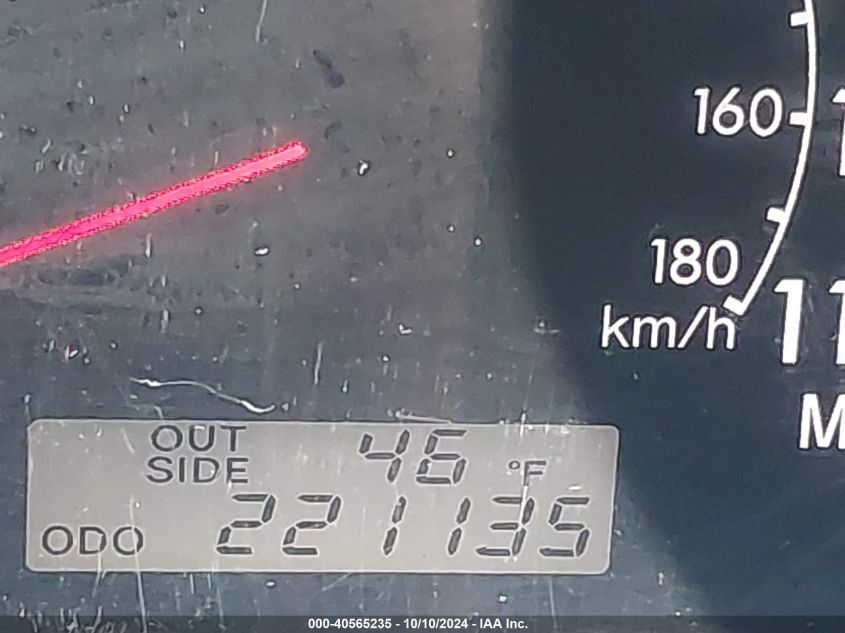 160
180
km/h
OUT
SIDE
46 °F
ODO 221135
000-40565235 - 10/10/2024 - IAA Inc.